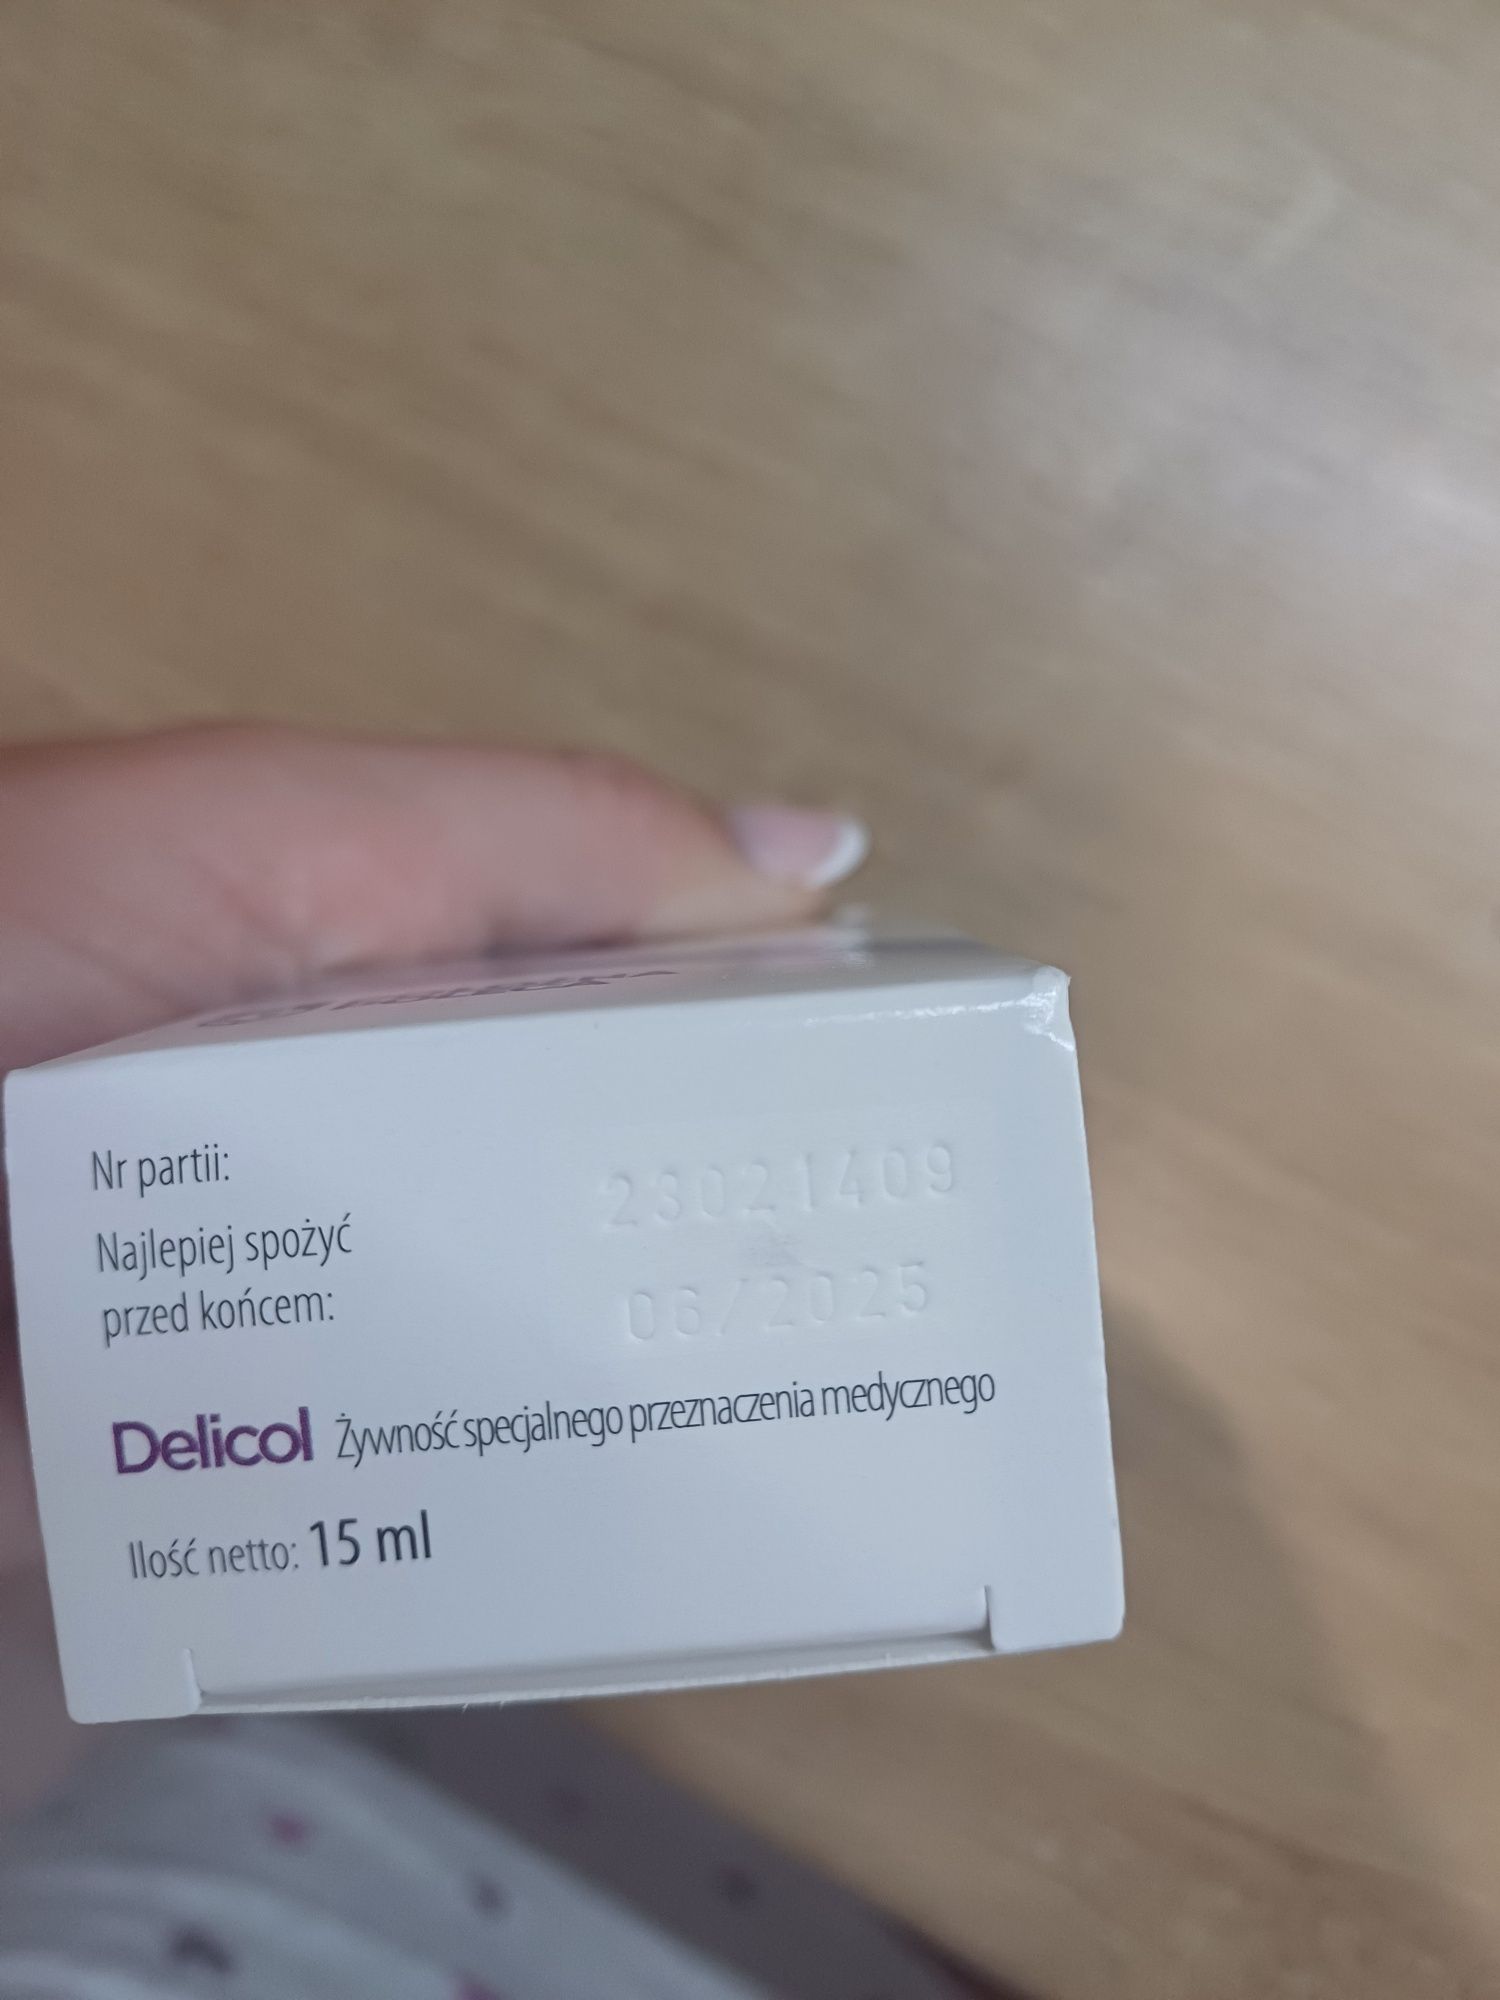 Nr partii: 23021409
Najlepiej spożyć
przed końcem: 06/2025
Delicol Żywność specjalnego przeznaczenia medycznego
Ilość netto: 15 ml